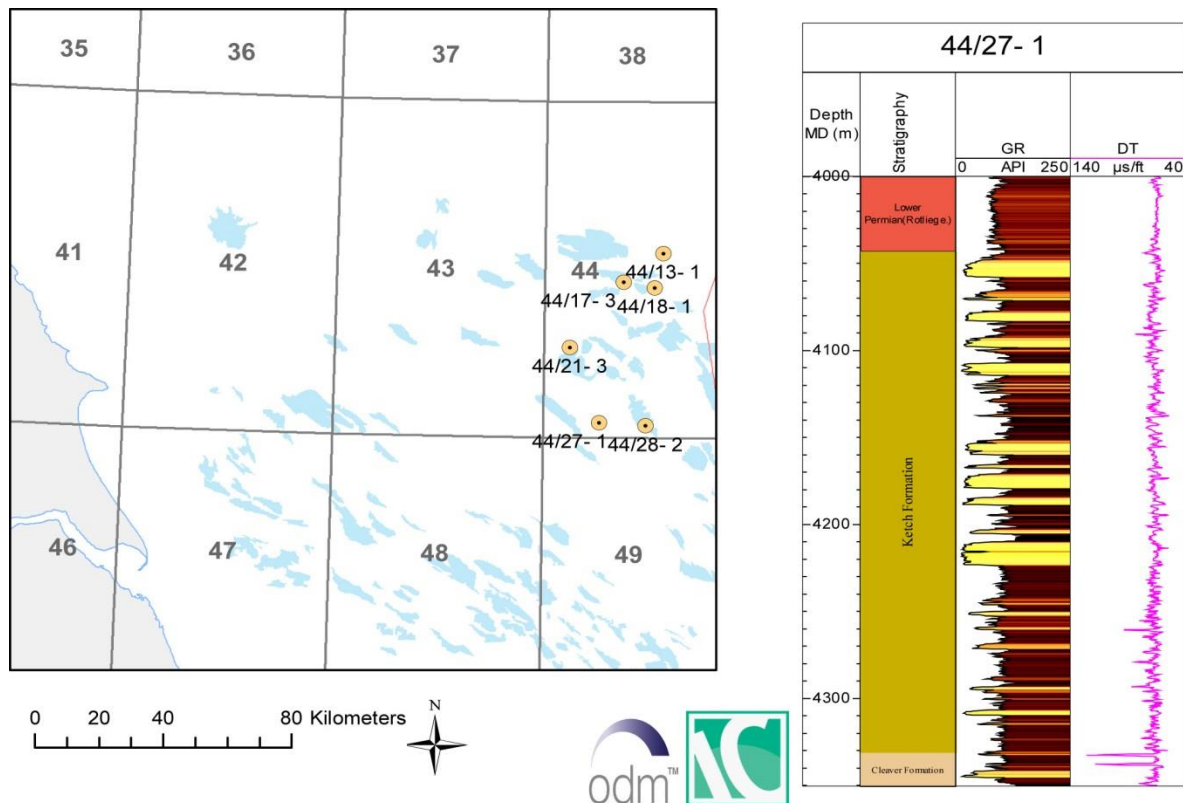 35
36
37
38
41
42
43
44
44/13- 1
44/17- 3
44/18- 1
44/21- 3
44/27- 1
44/28- 2
46
47
48
49
0 20 40 80 Kilometers
N
odm™
44/27- 1
Depth
MD (m)
Stratigraphy
GR
0 API 250
DT
140 µs/ft 40
4000
4100
4200
4300
Lower
Permian(Rotliege.)
Ketch Formation
Cleaver Formation